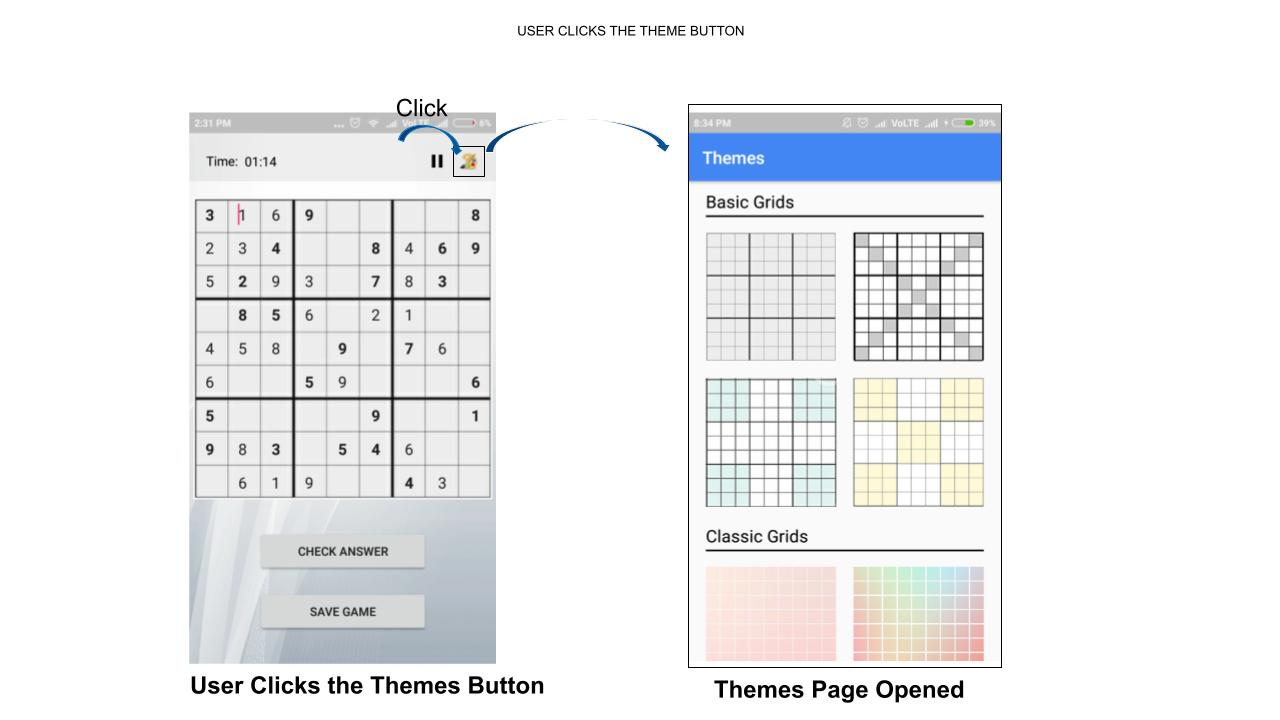 USER CLICKS THE THEME BUTTON
Click
2:31 PM ... VoLTE 6%
Time: 01:14
3 1 6 9 8
2 3 4 8 4 6 9
5 2 9 3 7 8 3
8 5 6 2 1
4 5 8 9 7 6
6 5 9 6
5 9 1
9 8 3 5 4 6
6 1 9 4 3
CHECK ANSWER
SAVE GAME
User Clicks the Themes Button
8:34 PM VoLTE 39%
Themes
Basic Grids
Classic Grids
Themes Page Opened